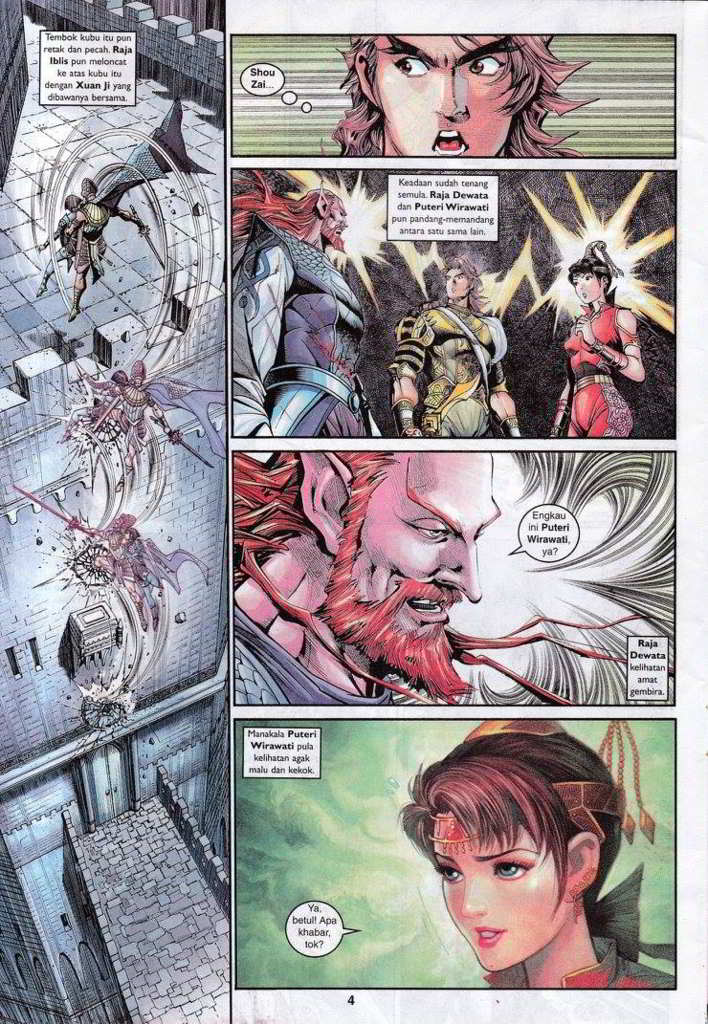 Tembok kubu itu pun
retak dan pecah. Raja
Iblis pun meloncat
ke atas kubu itu
dengan Xuan Ji yang
dibawanya bersama.
Shou
Zai...
Keadaan sudah tenang
semula. Raja Dewata
dan Puteri Wirawati
pun pandang-memandang
antara satu sama lain.
Engkau
ini Puteri
Wirawati,
ya?
Raja
Dewata
kelihatan
amat
gembira.
Manakala Puteri
Wirawati pula
kelihatan agak
malu dan kekok.
Ya,
betul! Apa
khabar,
tok?
4